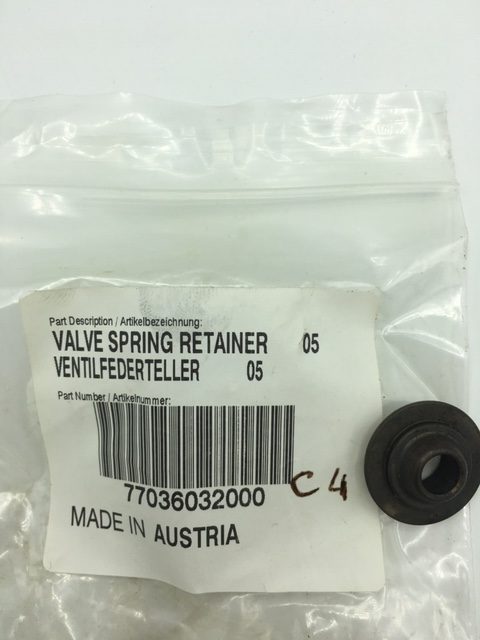 Part Description / Artikelbezeichnung:
VALVE SPRING RETAINER 05
VENTILFEDERTELLER 05
Part Number / Artikelnummer:
77036032000
C4
MADE IN AUSTRIA